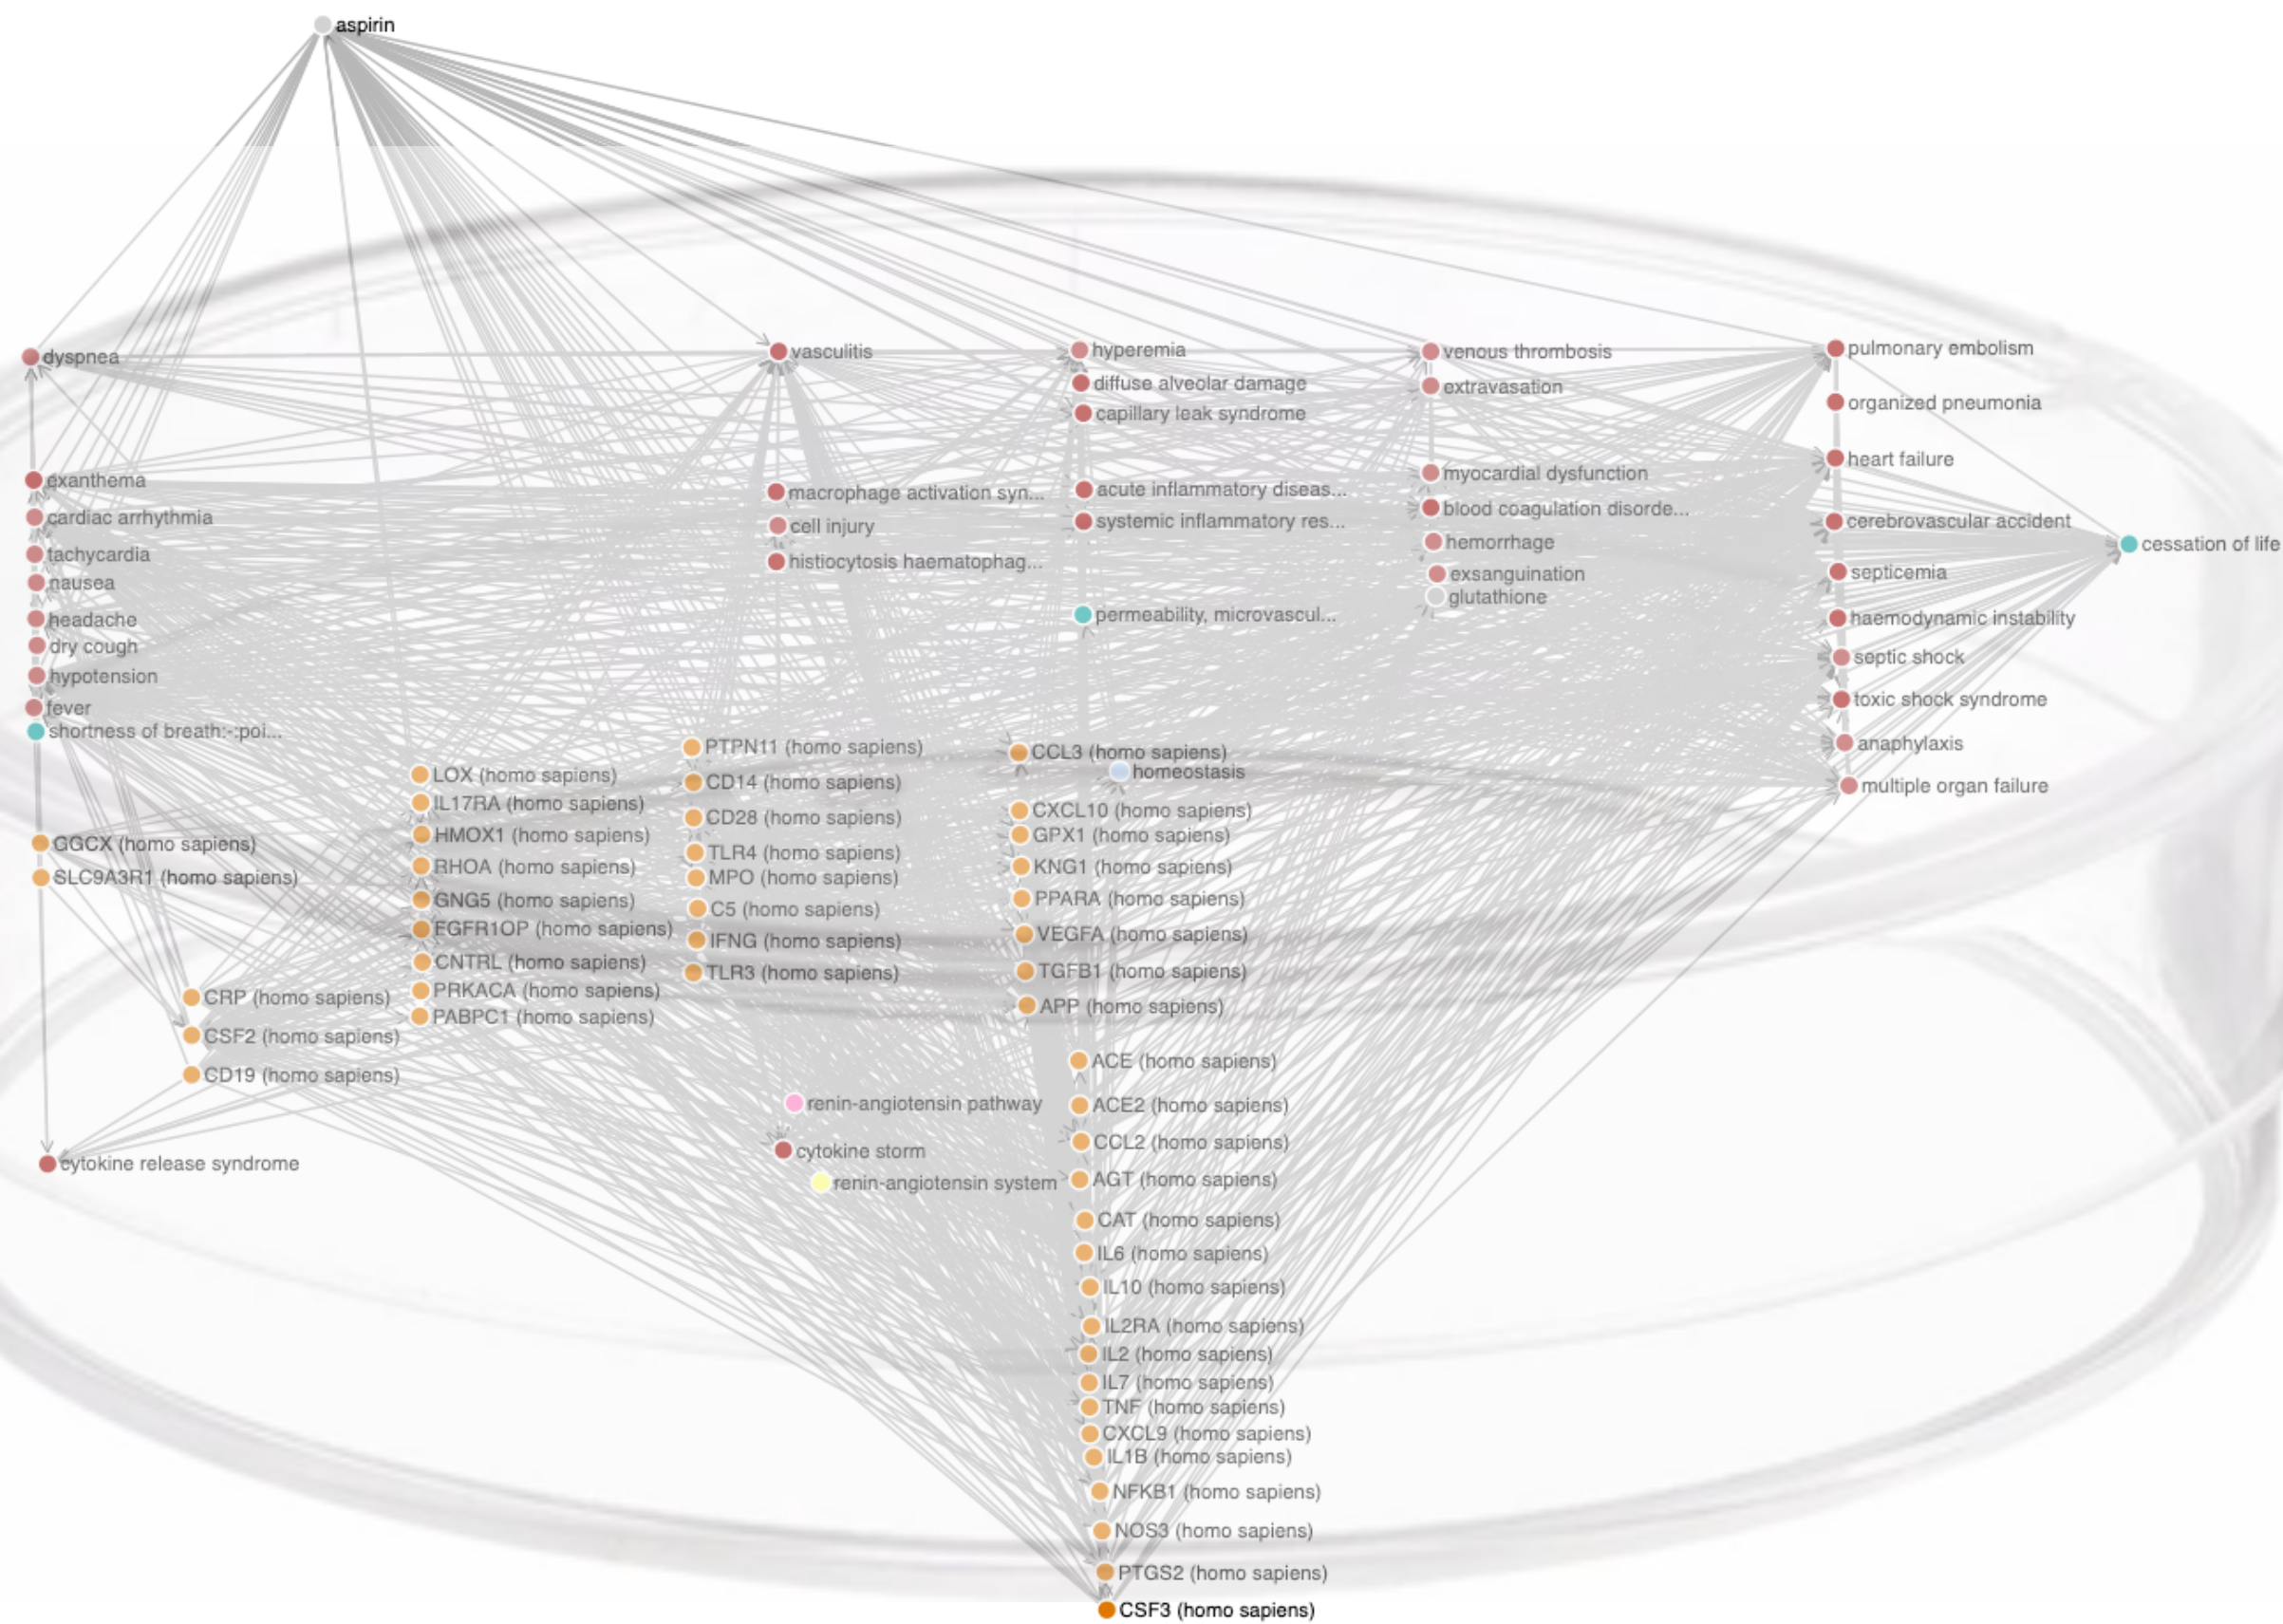 aspirin
dyspnea
exanthema
cardiac arrhythmia
tachycardia
nausea
headache
dry cough
hypotension
fever
shortness of breath:-:poi...
GGCX (homo sapiens)
SLC9A3R1 (homo sapiens)
cytokine release syndrome
CRP (homo sapiens)
CSF2 (homo sapiens)
CD19 (homo sapiens)
LOX (homo sapiens)
IL17RA (homo sapiens)
HMOX1 (homo sapiens)
RHOA (homo sapiens)
GNG5 (homo sapiens)
FGFR1OP (homo sapiens)
CNTRL (homo sapiens)
PRKACA (homo sapiens)
PABPC1 (homo sapiens)
vasculitis
macrophage activation syn...
cell injury
histiocytosis haematophag...
PTPN11 (homo sapiens)
CD14 (homo sapiens)
CD28 (homo sapiens)
TLR4 (homo sapiens)
MPO (homo sapiens)
C5 (homo sapiens)
IFNG (homo sapiens)
TLR3 (homo sapiens)
renin-angiotensin pathway
cytokine storm
renin-angiotensin system
hyperemia
diffuse alveolar damage
capillary leak syndrome
acute inflammatory diseas...
systemic inflammatory res...
permeability, microvascul...
CCL3 (homo sapiens)
homeostasis
CXCL10 (homo sapiens)
GPX1 (homo sapiens)
KNG1 (homo sapiens)
PPARA (homo sapiens)
VEGFA (homo sapiens)
TGFB1 (homo sapiens)
APP (homo sapiens)
ACE (homo sapiens)
ACE2 (homo sapiens)
CCL2 (homo sapiens)
AGT (homo sapiens)
CAT (homo sapiens)
IL6 (homo sapiens)
IL10 (homo sapiens)
IL2RA (homo sapiens)
IL2 (homo sapiens)
IL7 (homo sapiens)
TNF (homo sapiens)
CXCL9 (homo sapiens)
IL1B (homo sapiens)
NFKB1 (homo sapiens)
NOS3 (homo sapiens)
PTGS2 (homo sapiens)
CSF3 (homo sapiens)
venous thrombosis
extravasation
myocardial dysfunction
blood coagulation disorde...
hemorrhage
exsanguination
glutathione
pulmonary embolism
organized pneumonia
heart failure
cerebrovascular accident
septicemia
haemodynamic instability
septic shock
toxic shock syndrome
anaphylaxis
multiple organ failure
cessation of life